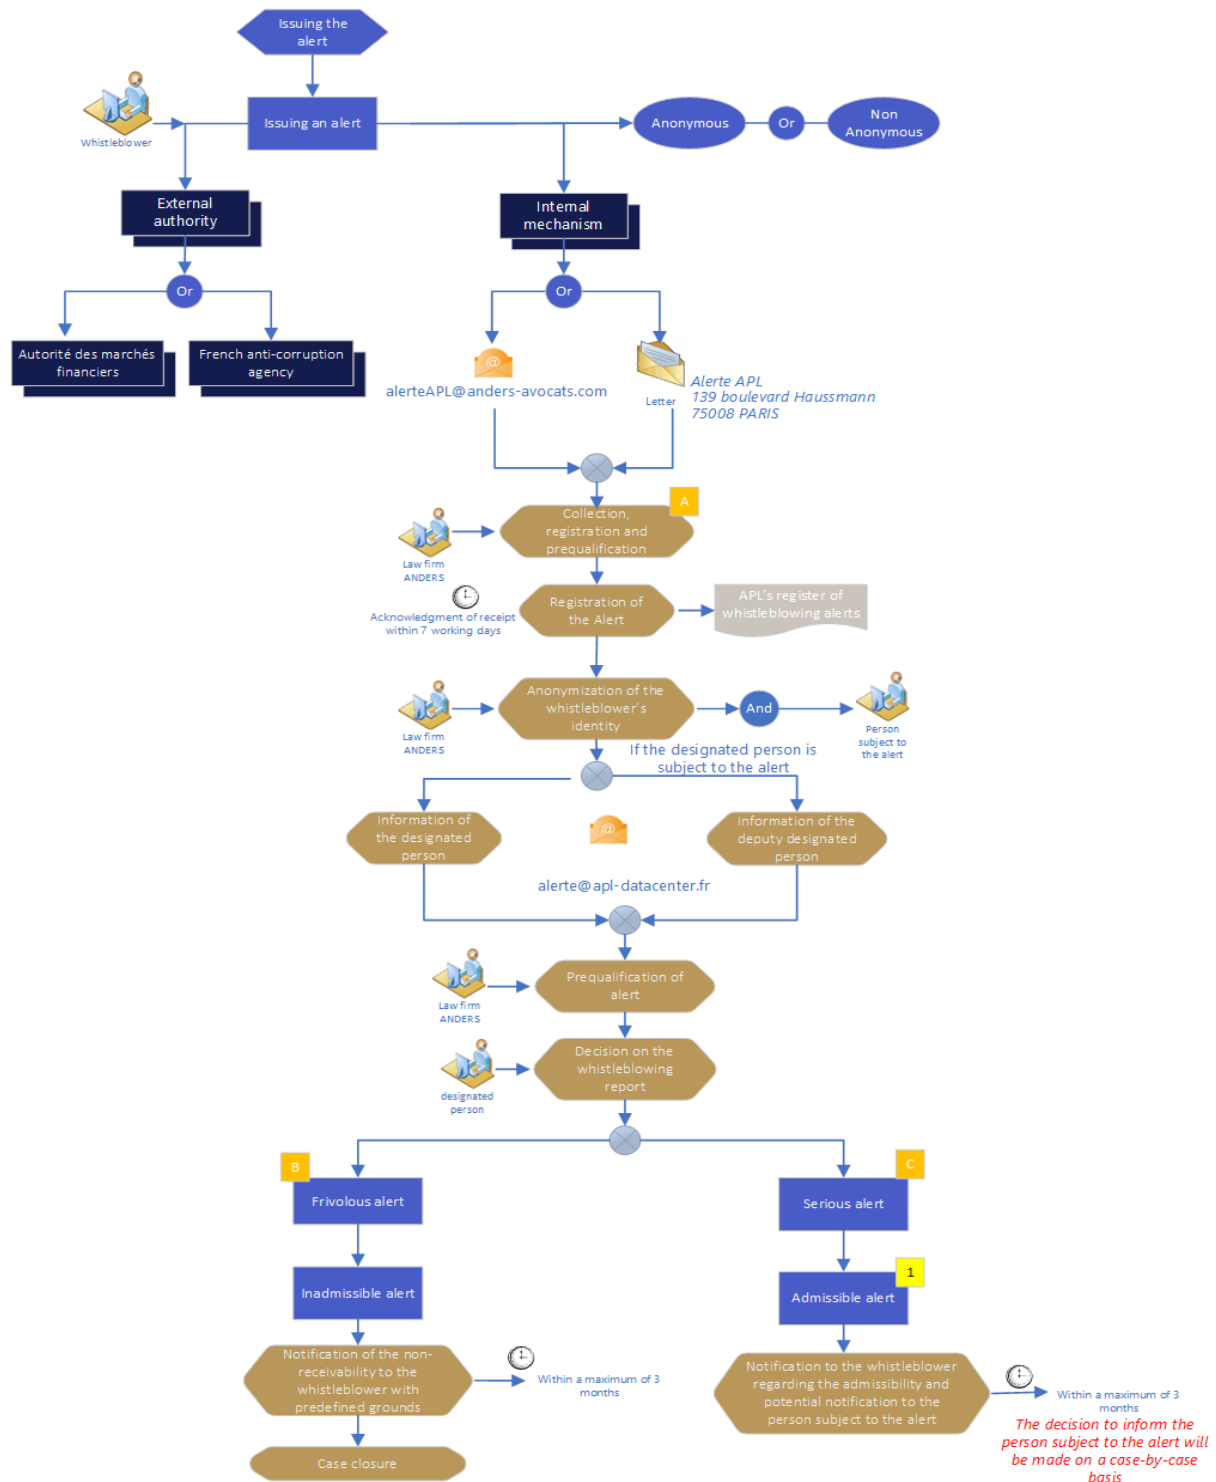 Issuing the
alert
Whistleblower
Issuing an alert
Anonymous
Or
Non
Anonymous
External
authority
Internal
mechanism
Or
Or
Autorité des marchés
financiers
French anti-corruption
agency
@
alerteAPL@anders-avocats.com
Letter
Alerte APL
139 boulevard Haussmann
75008 PARIS
A
Collection,
registration and
prequalification
Law firm
ANDERS
Acknowledgment of receipt
within 7 working days
Registration of
the Alert
APL's register of
whistleblowing alerts
Law firm
ANDERS
Anonymization of the
whistleblower's
identity
And
Person
subject to
the alert
If the designated person is
subject to the alert
Information of
the designated
person
@
Information of the
deputy designated
person
alerte@apl-datacenter.fr
Law firm
ANDERS
Prequalification of
alert
designated
person
Decision on the
whistleblowing
report
B
Frivolous alert
C
Serious alert
Inadmissible alert
1
Admissible alert
Notification of the non-
receivability to the
whistleblower with
predefined grounds
Within a maximum of 3
months
Notification to the whistleblower
regarding the admissibility and
potential notification to the
person subject to the alert
Within a maximum of 3
months
The decision to inform the
person subject to the alert will
be made on a case-by-case
basis
Case closure